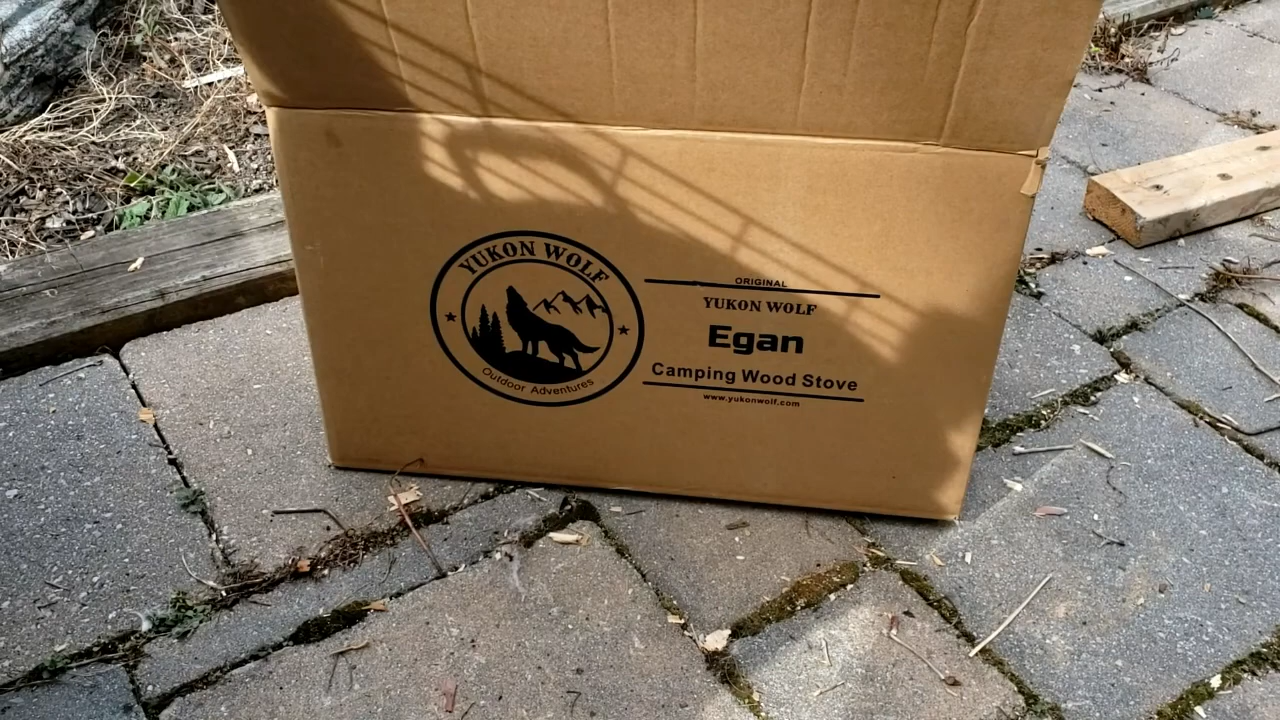 YUKON WOLF
Outdoor Adventures
ORIGINAL
YUKON WOLF
Egan
Camping Wood Stove
www.yukonwolf.com